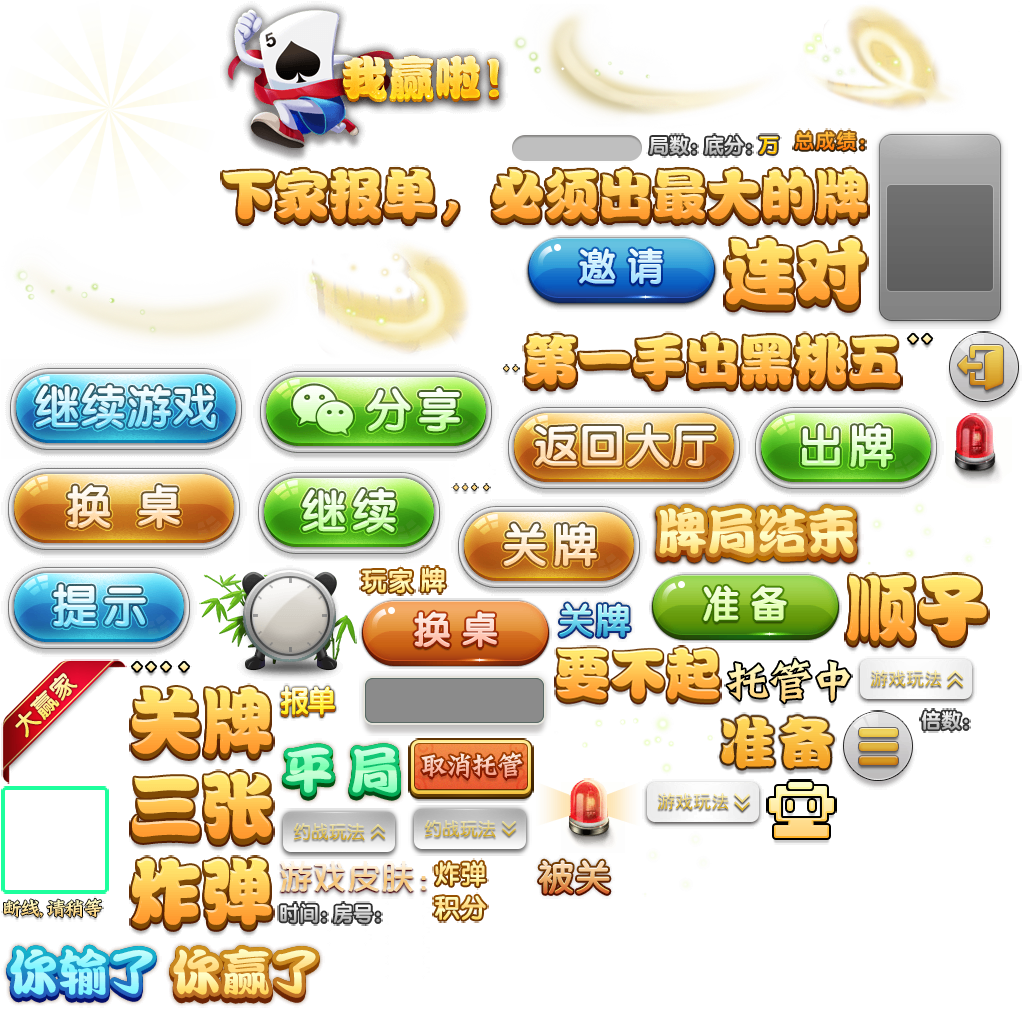 5
我赢啦!
局数:
底分:
万
总成绩:
下家报单，必须出最大的牌
邀请
连对
第一手出黑桃五
继续游戏
分享
返回大厅
出牌
换桌
继续
关牌
牌局结束
提示
玩家牌
换桌
关牌
准备
顺子
大赢家
要不起
托管中
游戏玩法
关牌
报单
准备
倍数:
平局
取消托管
三张
约战玩法
约战玩法
游戏玩法
炸弹
游戏皮肤:
炸弹
积分
被关
断线,请稍等
时间:
房号:
你输了
你赢了